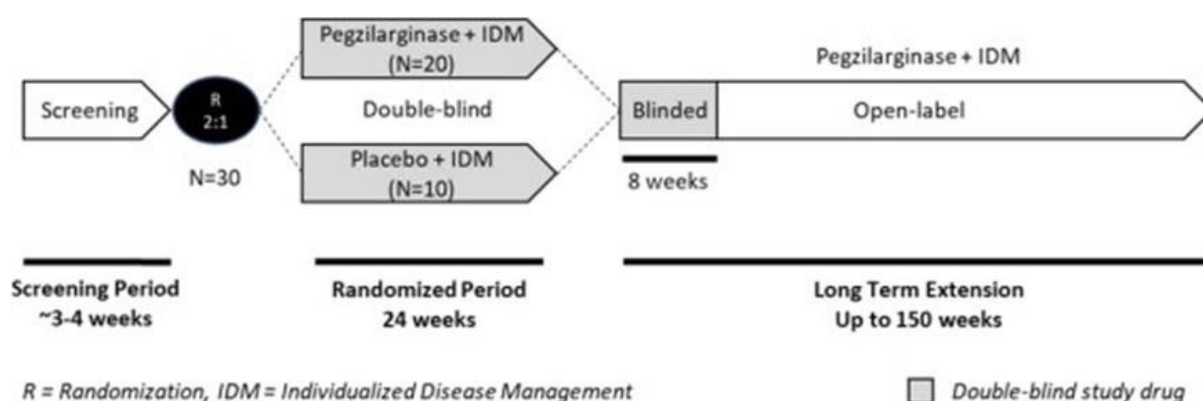 Screening
R
2:1
N=30
Pegzilarginase + IDM
(N=20)
Double-blind
Placebo + IDM
(N=10)
Pegzilarginase + IDM
Blinded
Open-label
8 weeks
Screening Period
~3-4 weeks
Randomized Period
24 weeks
Long Term Extension
Up to 150 weeks
R = Randomization, IDM = Individualized Disease Management
Double-blind study drug